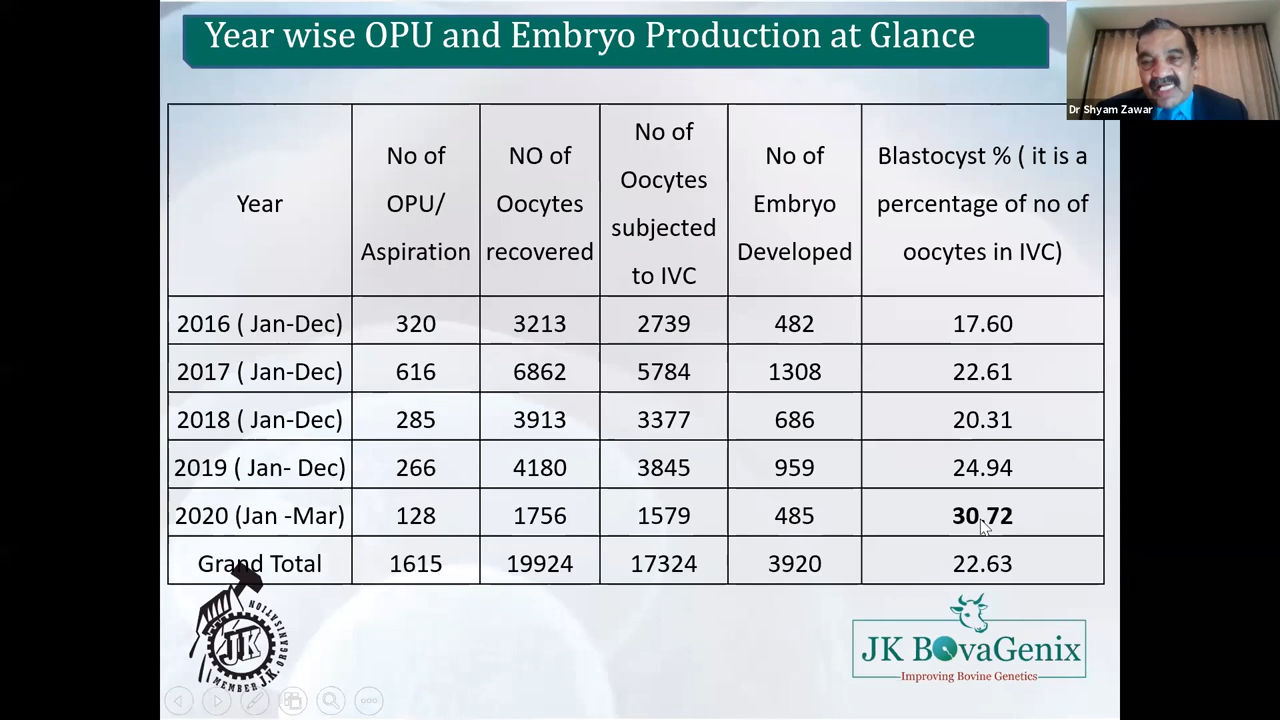 Year wise OPU and Embryo Production at Glance
Dr Shyam Zawar
Year
No of
OPU/
Aspiration
NO of
Oocytes
recovered
No of
Oocytes
subjected
to IVC
No of
Embryo
Developed
Blastocyst % ( it is a
percentage of no of
oocytes in IVC)
2016 ( Jan-Dec) 320 3213 2739 482 17.60
2017 ( Jan-Dec) 616 6862 5784 1308 22.61
2018 ( Jan-Dec) 285 3913 3377 686 20.31
2019 ( Jan- Dec) 266 4180 3845 959 24.94
2020 (Jan -Mar) 128 1756 1579 485 30.72
Grand Total 1615 19924 17324 3920 22.63
JK
MEMBER J.K. ORGANISATION
JK BovaGenix
Improving Bovine Genetics